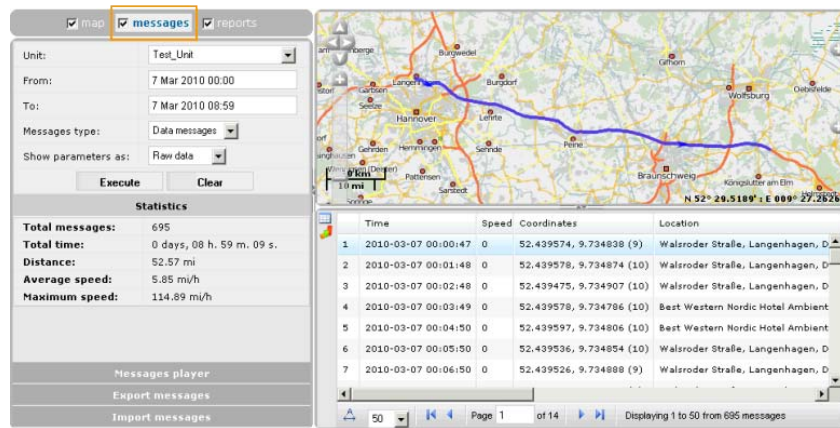 map messages reports
Unit: Test_Unit
From: 7 Mar 2010 00:00
To: 7 Mar 2010 08:59
Messages type: Data messages
Show parameters as: Raw data
Execute Clear
Statistics
Total messages: 695
Total time: 0 days, 08 h. 59 m. 09 s.
Distance: 52.57 mi
Average speed: 5.85 mi/h
Maximum speed: 114.89 mi/h
Messages player
Export messages
Import messages
Burgwedel
Gifhorn
Garbsen
Burgdorf
Wolfsburg
Oebisfelde
Seelze
Hannover
Lehrte
Gehrden
Hemmingen
Sehnde
Peine
Pattensen
Braunschweig
Königslutter am Elm
Sarstedt
Helmstedt
0 km
10 mi
N 52° 29.5189' : E 009° 27.2626
Time Speed Coordinates Location
1 2010-03-07 00:00:47 0 52.439574, 9.734838 (9) Walsroder Straße, Langenhagen, D
2 2010-03-07 00:01:48 0 52.439578, 9.734874 (10) Walsroder Straße, Langenhagen, D
3 2010-03-07 00:02:48 0 52.439475, 9.734907 (10) Walsroder Straße, Langenhagen, D
4 2010-03-07 00:03:49 0 52.439578, 9.734786 (10) Best Western Nordic Hotel Ambient
5 2010-03-07 00:04:50 0 52.439597, 9.734806 (10) Best Western Nordic Hotel Ambient
6 2010-03-07 00:05:50 0 52.439536, 9.734854 (10) Walsroder Straße, Langenhagen, D
7 2010-03-07 00:06:50 0 52.439526, 9.734888 (9) Walsroder Straße, Langenhagen, D
50 Page 1 of 14 Displaying 1 to 50 from 695 messages